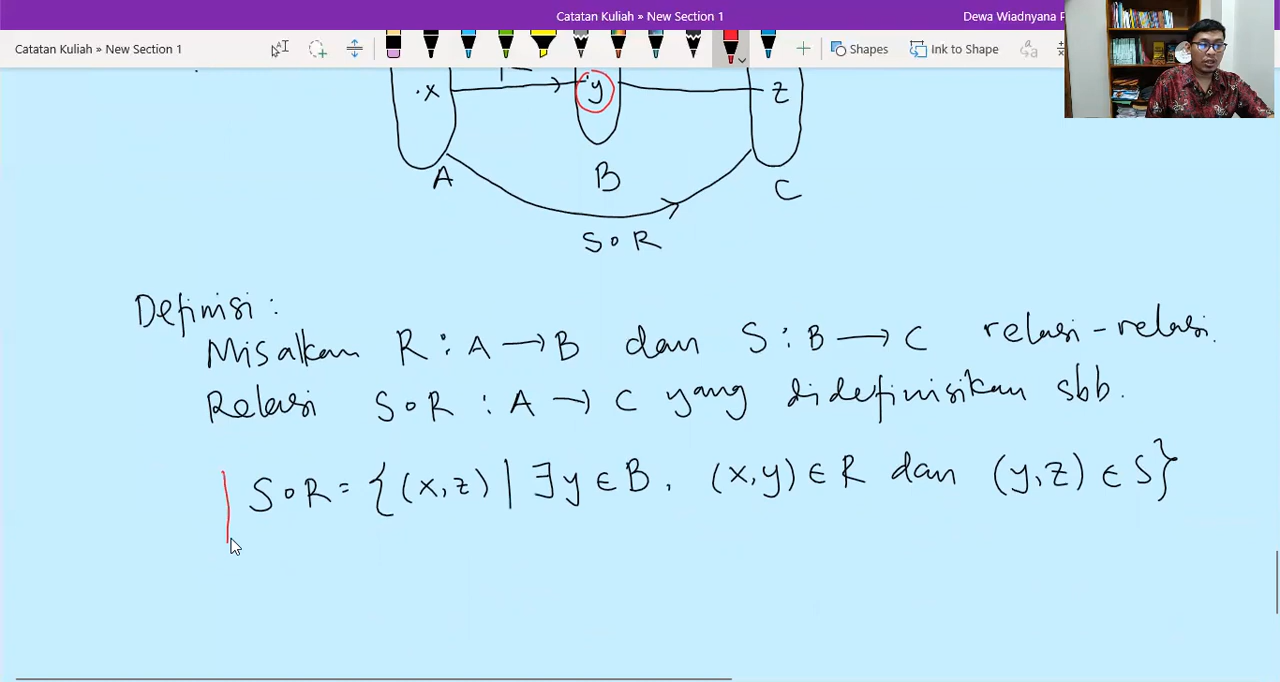 Catatan Kuliah » New Section 1
Dewa Wiadnyana P
Catatan Kuliah » New Section 1
Shapes
Ink to Shape
x y z
A B C
S∘R
Definisi :
Misalkan R : A → B dan S : B → C relasi-relasi.
Relasi S∘R : A → C yang didefinisikan sbb.
S∘R = {(x,z) | ∃y ∈ B, (x,y) ∈ R dan (y,z) ∈ S}